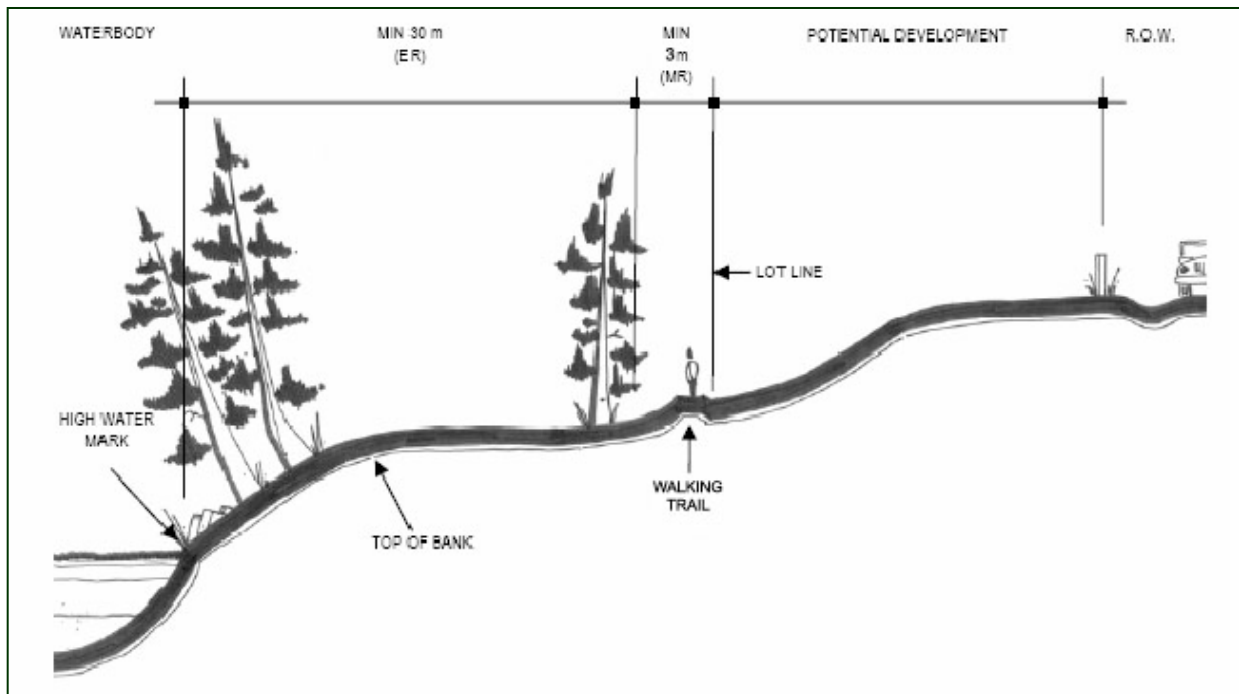 WATERBODY
MIN 30 m
(ER)
MIN
3m
(MR)
POTENTIAL DEVELOPMENT
R.O.W.
LOT LINE
HIGH WATER
MARK
WALKING
TRAIL
TOP OF BANK